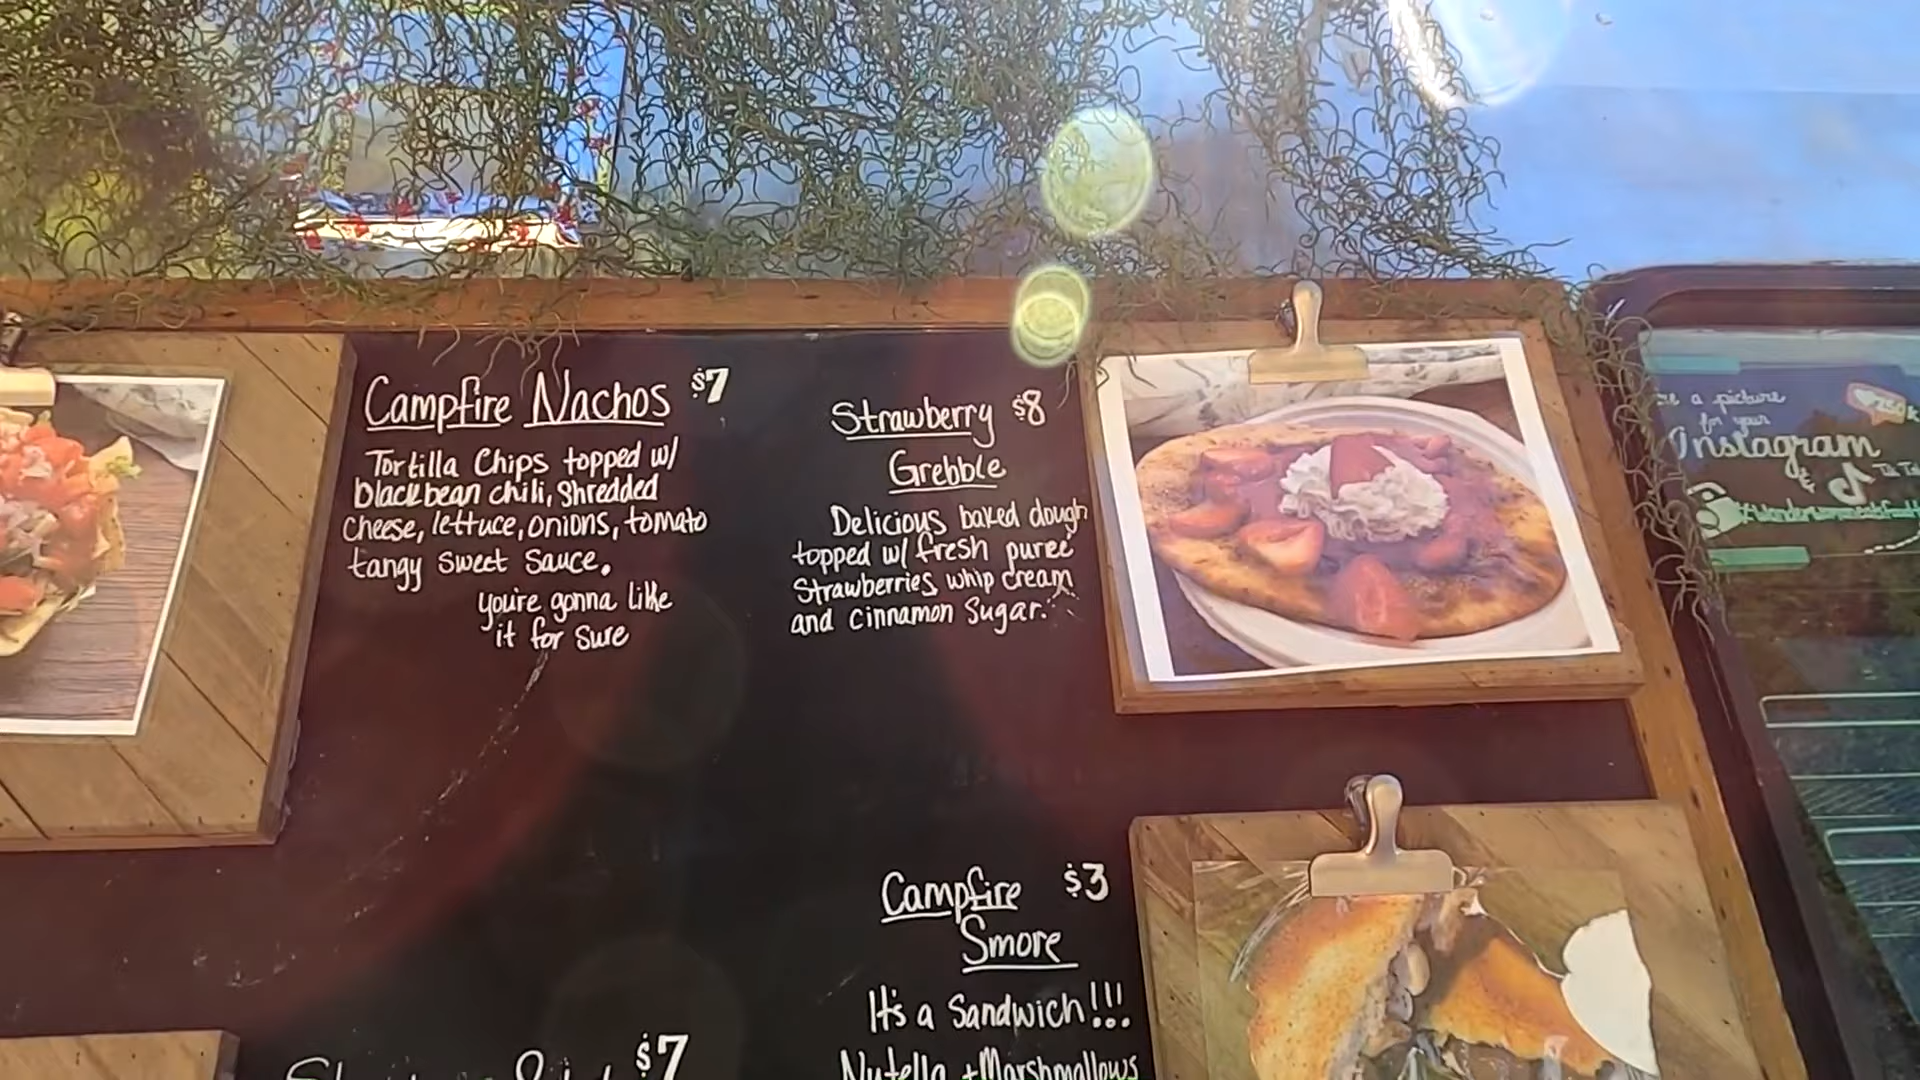 Campfire Nachos $7
Tortilla Chips topped w/
black bean chili, shredded
cheese, lettuce, onions, tomato
tangy sweet sauce.
you're gonna like
it for sure
Strawberry $8
Grebble
Delicious baked dough
topped w/ fresh puree
Strawberries whip cream
and cinnamon sugar.
Campfire $3
Smore
It's a Sandwich!!!
Nutella + Marshmallows
$7
a picture
for your
Instagram
&